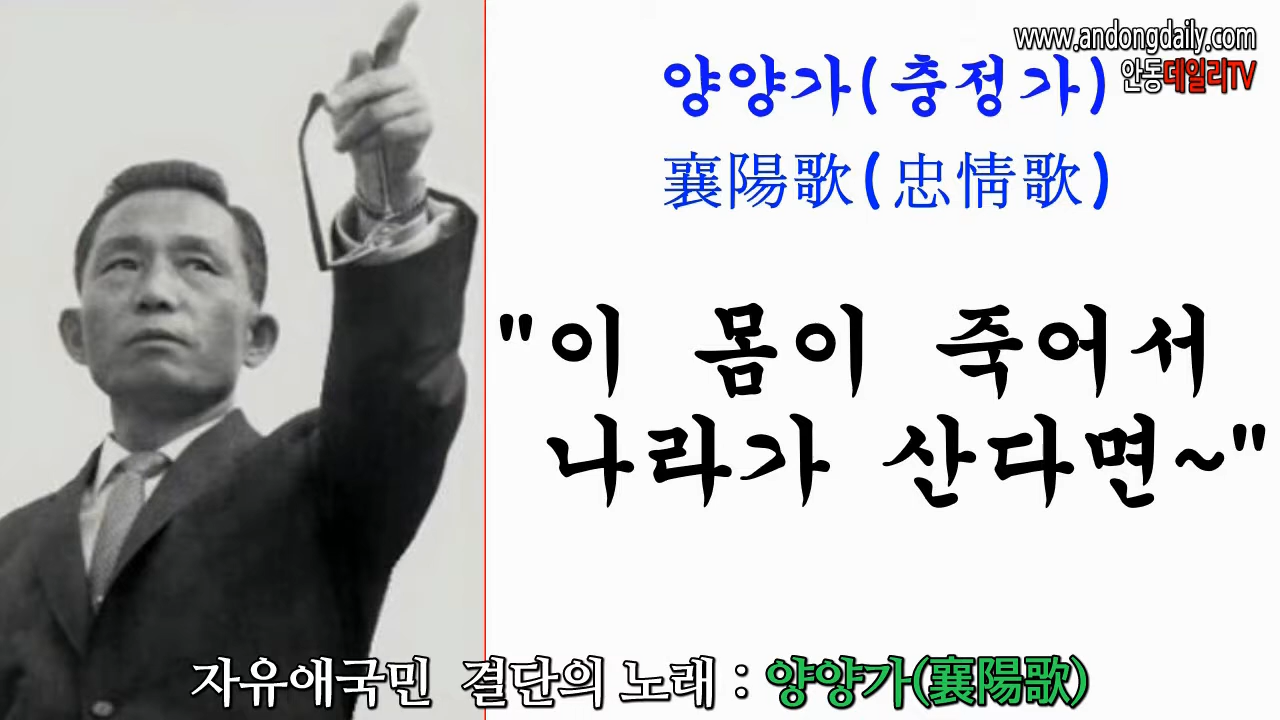 www.andongdaily.com
안동데일리TV
양양가(충정가)
襄陽歌(忠情歌)
"이 몸이 죽어서
나라가 산다면~"
자유애국민 결단의 노래 : 양양가(襄陽歌)